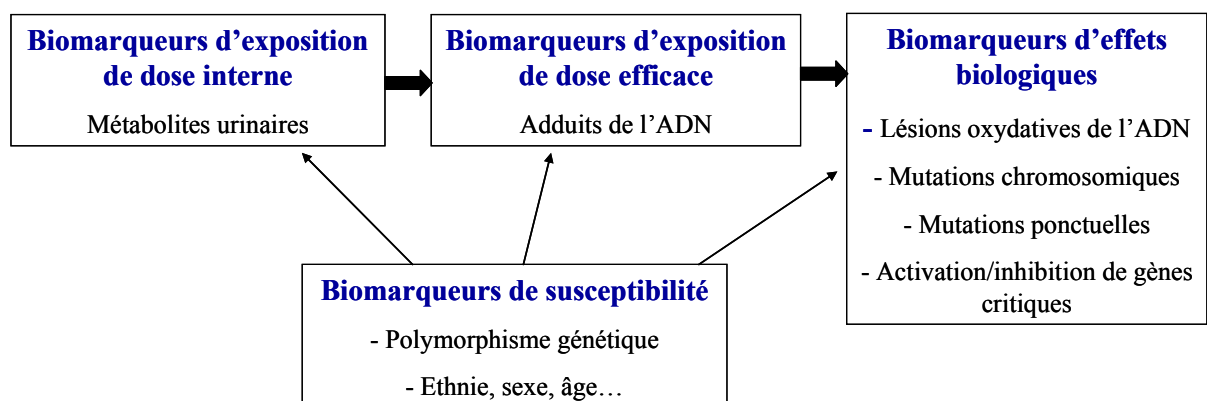 Biomarqueurs d’exposition
de dose interne
Métabolites urinaires
Biomarqueurs d’exposition
de dose efficace
Adduits de l’ADN
Biomarqueurs d’effets
biologiques
- Lésions oxydatives de l’ADN
- Mutations chromosomiques
- Mutations ponctuelles
- Activation/inhibition de gènes
critiques
Biomarqueurs de susceptibilité
- Polymorphisme génétique
- Ethnie, sexe, âge…